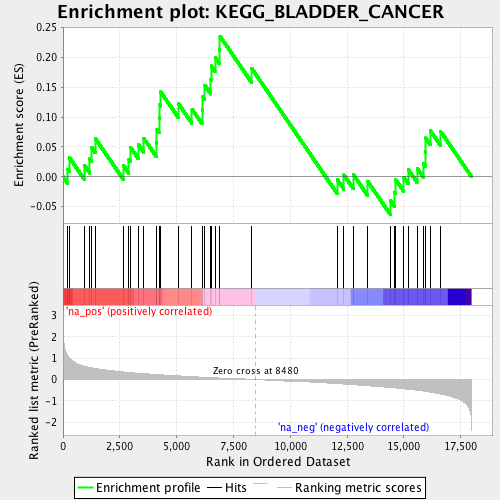 Enrichment plot: KEGG_BLADDER_CANCER
Enrichment score (ES)
0.25
0.20
0.15
0.10
0.05
0.00
-0.05
'na_pos' (positively correlated)
Ranked list metric (PreRanked)
3
2
1
0
-1
-2
Zero cross at 8480
'na_neg' (negatively correlated)
0
2,500
5,000
7,500
10,000
12,500
15,000
17,500
Rank in Ordered Dataset
Enrichment profile
Hits
Ranking metric scores